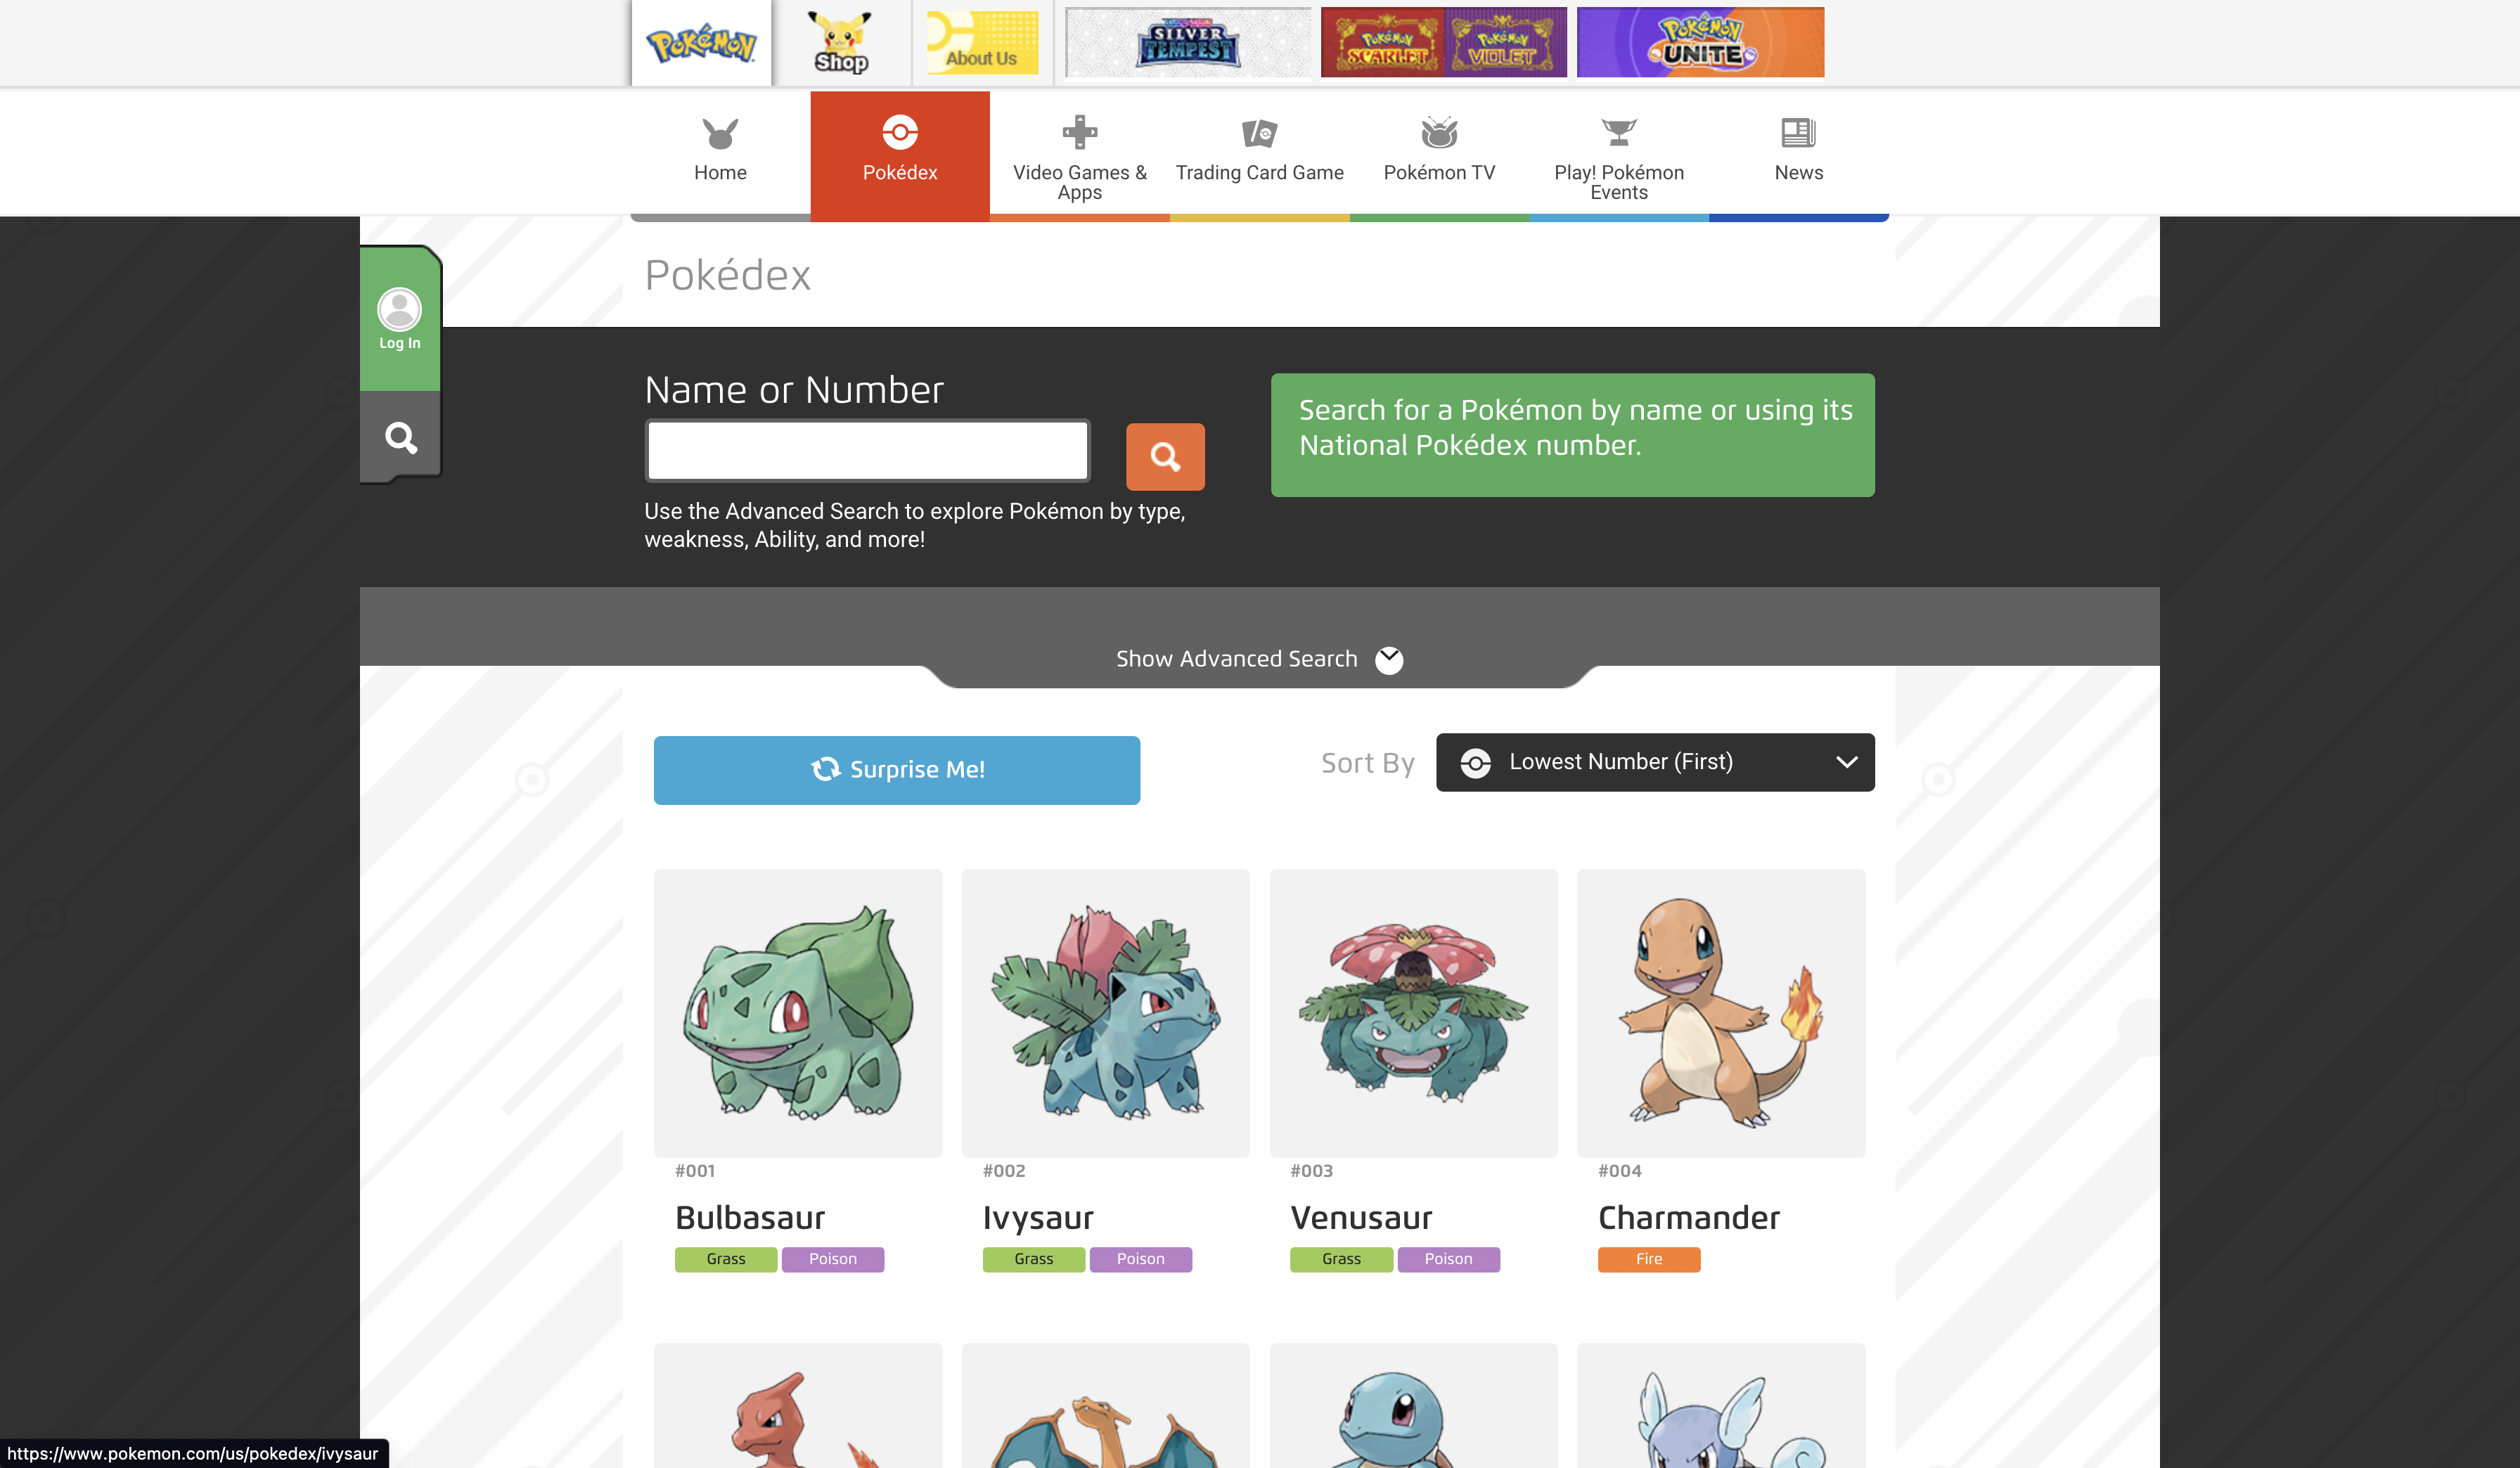 Pokémon
Shop
About Us
SILVER
TEMPEST
Pokémon
SCARLET
Pokémon
VIOLET
Pokémon
UNITE
Home
Pokédex
Video Games &
Apps
Trading Card Game
Pokémon TV
Play! Pokémon
Events
News
Pokédex
Log In
Name or Number
Search for a Pokémon by name or using its
National Pokédex number.
Use the Advanced Search to explore Pokémon by type,
weakness, Ability, and more!
Show Advanced Search
Surprise Me!
Sort By
Lowest Number (First)
#001
Bulbasaur
Grass
Poison
#002
Ivysaur
Grass
Poison
#003
Venusaur
Grass
Poison
#004
Charmander
Fire
https://www.pokemon.com/us/pokedex/ivysaur